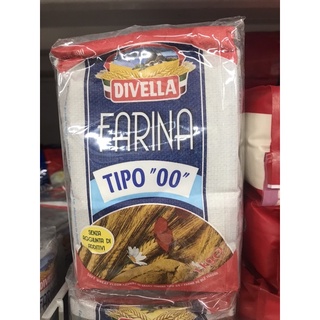 DIVELLA
FARINA
TIPO "00"
SENZA
AGGIUNTA DI
ADDITIVI